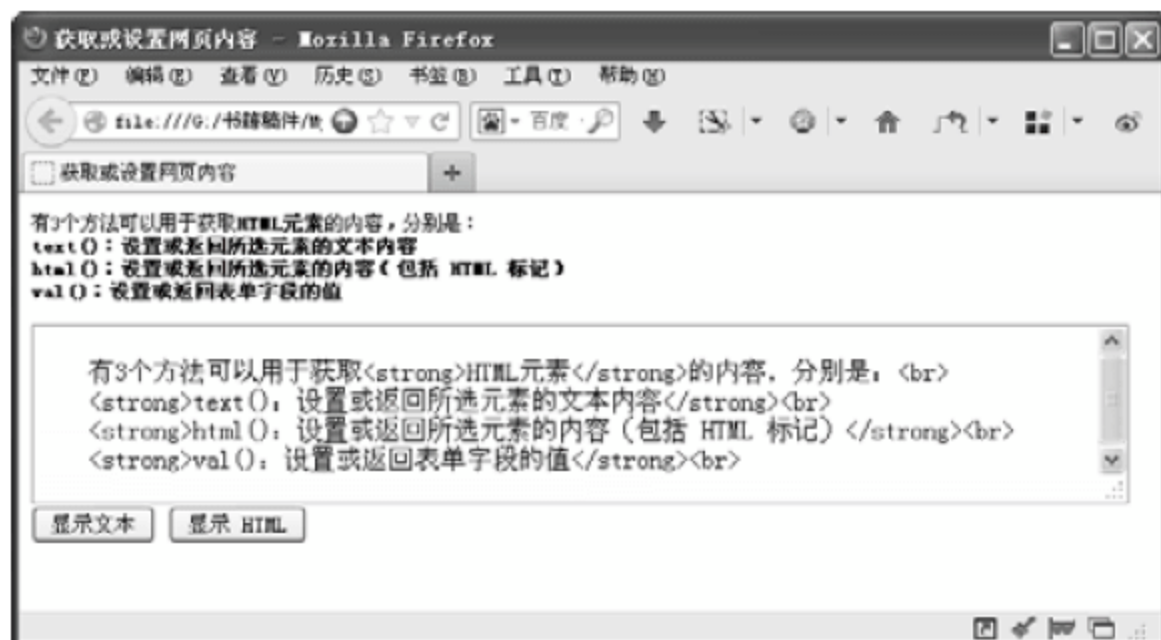 获取或设置网页内容 - Mozilla Firefox
文件(F) 编辑(E) 查看(V) 历史(S) 书签(B) 工具(T) 帮助(H)
file:///G:/书籍稿件/ 百度
获取或设置网页内容
有3个方法可以用于获取HTML元素的内容，分别是：
text()：设置或返回所选元素的文本内容
html()：设置或返回所选元素的内容（包括 HTML 标记）
val()：设置或返回表单字段的值
有3个方法可以用于获取<strong>HTML元素</strong>的内容，分别是：<br>
<strong>text()：设置或返回所选元素的文本内容</strong><br>
<strong>html()：设置或返回所选元素的内容（包括 HTML 标记）</strong><br>
<strong>val()：设置或返回表单字段的值</strong><br>
显示文本 显示 HTML